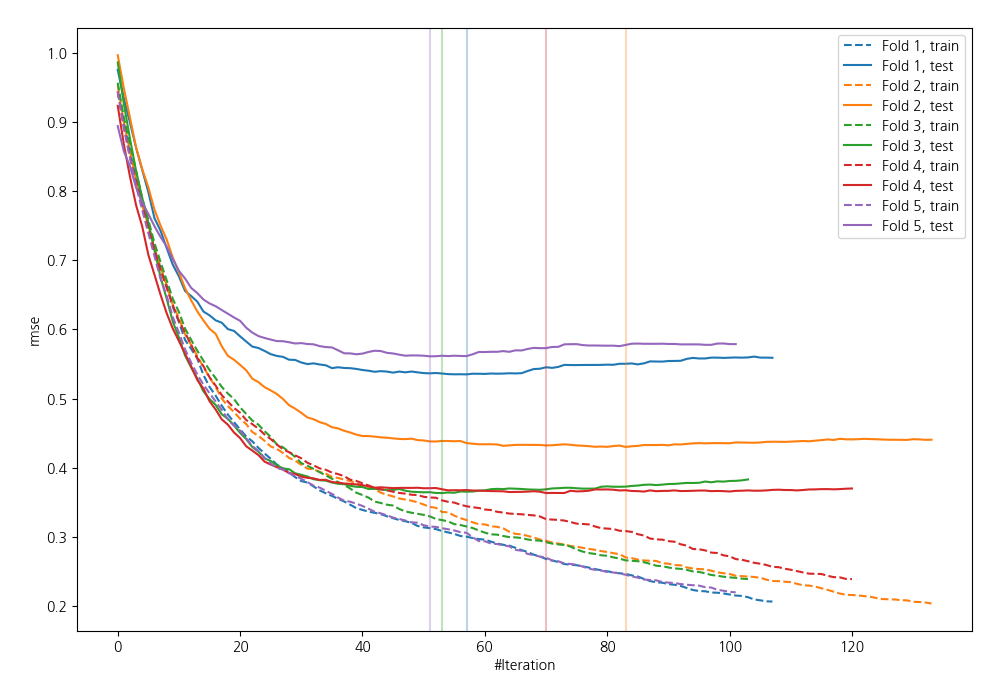 1.0
0.9
0.8
0.7
0.6
0.5
0.4
0.3
0.2
rmse
0
20
40
60
80
100
120
#Iteration
Fold 1, train
Fold 1, test
Fold 2, train
Fold 2, test
Fold 3, train
Fold 3, test
Fold 4, train
Fold 4, test
Fold 5, train
Fold 5, test